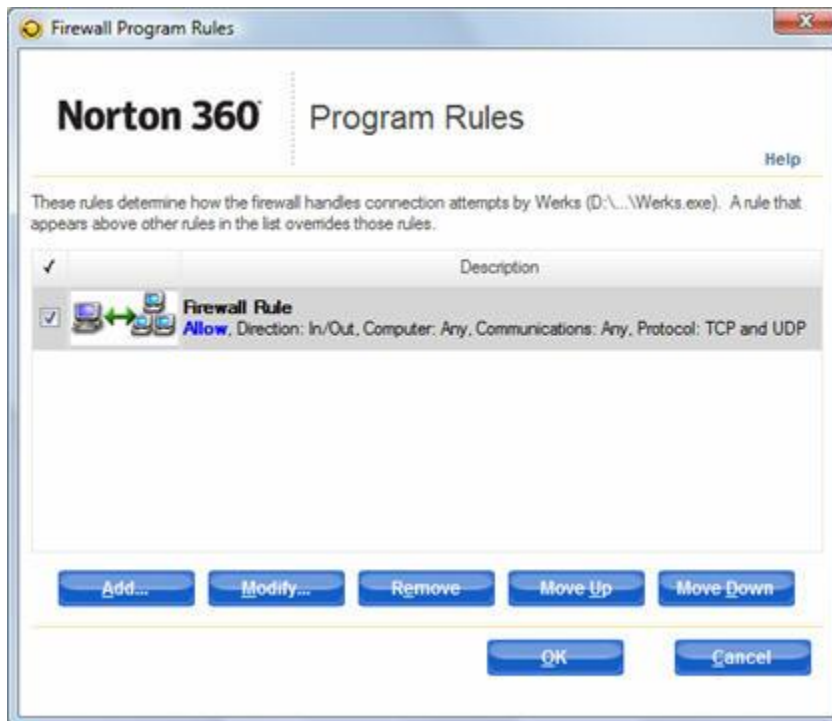 Firewall Program Rules
Norton 360
Program Rules
Help
These rules determine how the firewall handles connection attempts by Werks (D:\...\Werks.exe). A rule that
appears above other rules in the list overrides those rules.
✓ Description
Firewall Rule
Allow, Direction: In/Out, Computer: Any, Communications: Any, Protocol: TCP and UDP
Add... Modify... Remove Move Up Move Down
OK Cancel